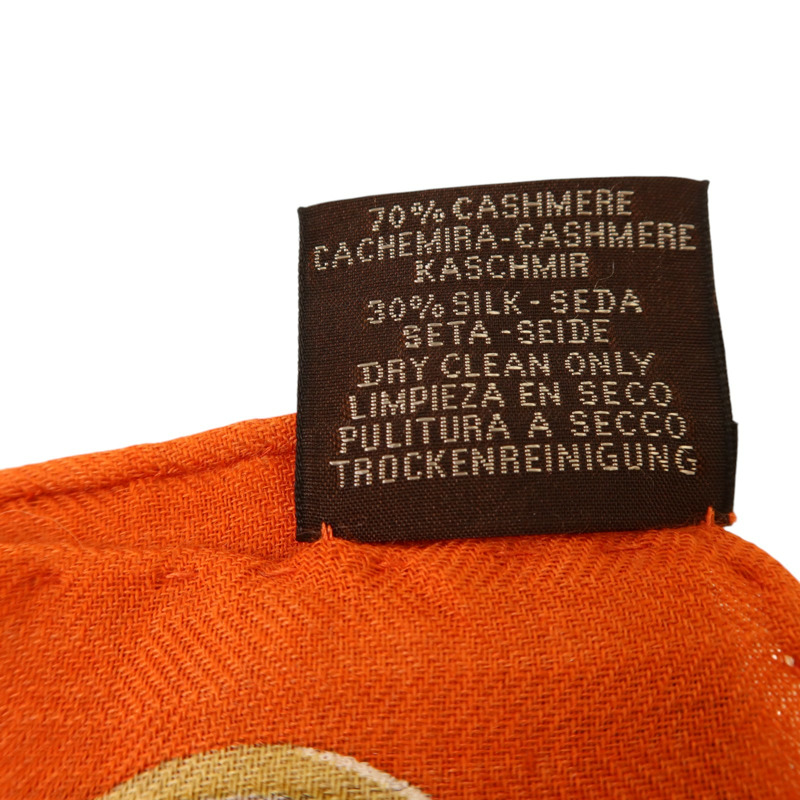 70% CASHMERE
CACHEMIRA-CASHMERE
KASCHMIR
30% SILK - SEDA
SETA - SEIDE
DRY CLEAN ONLY
LIMPIEZA EN SECO
PULITURA A SECCO
TROCKENREINIGUNG